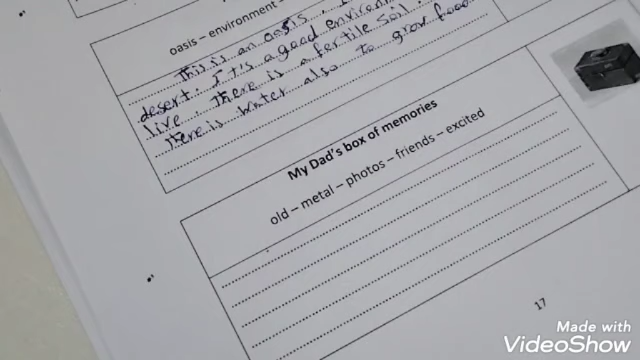 oasis – environment
This is an oasis.
desert. It's a good environ
live. There is a fertile soil.
there is Water also to grow food
My Dad's box of memories
old – metal – photos – friends – excited
17
Made with
VideoShow